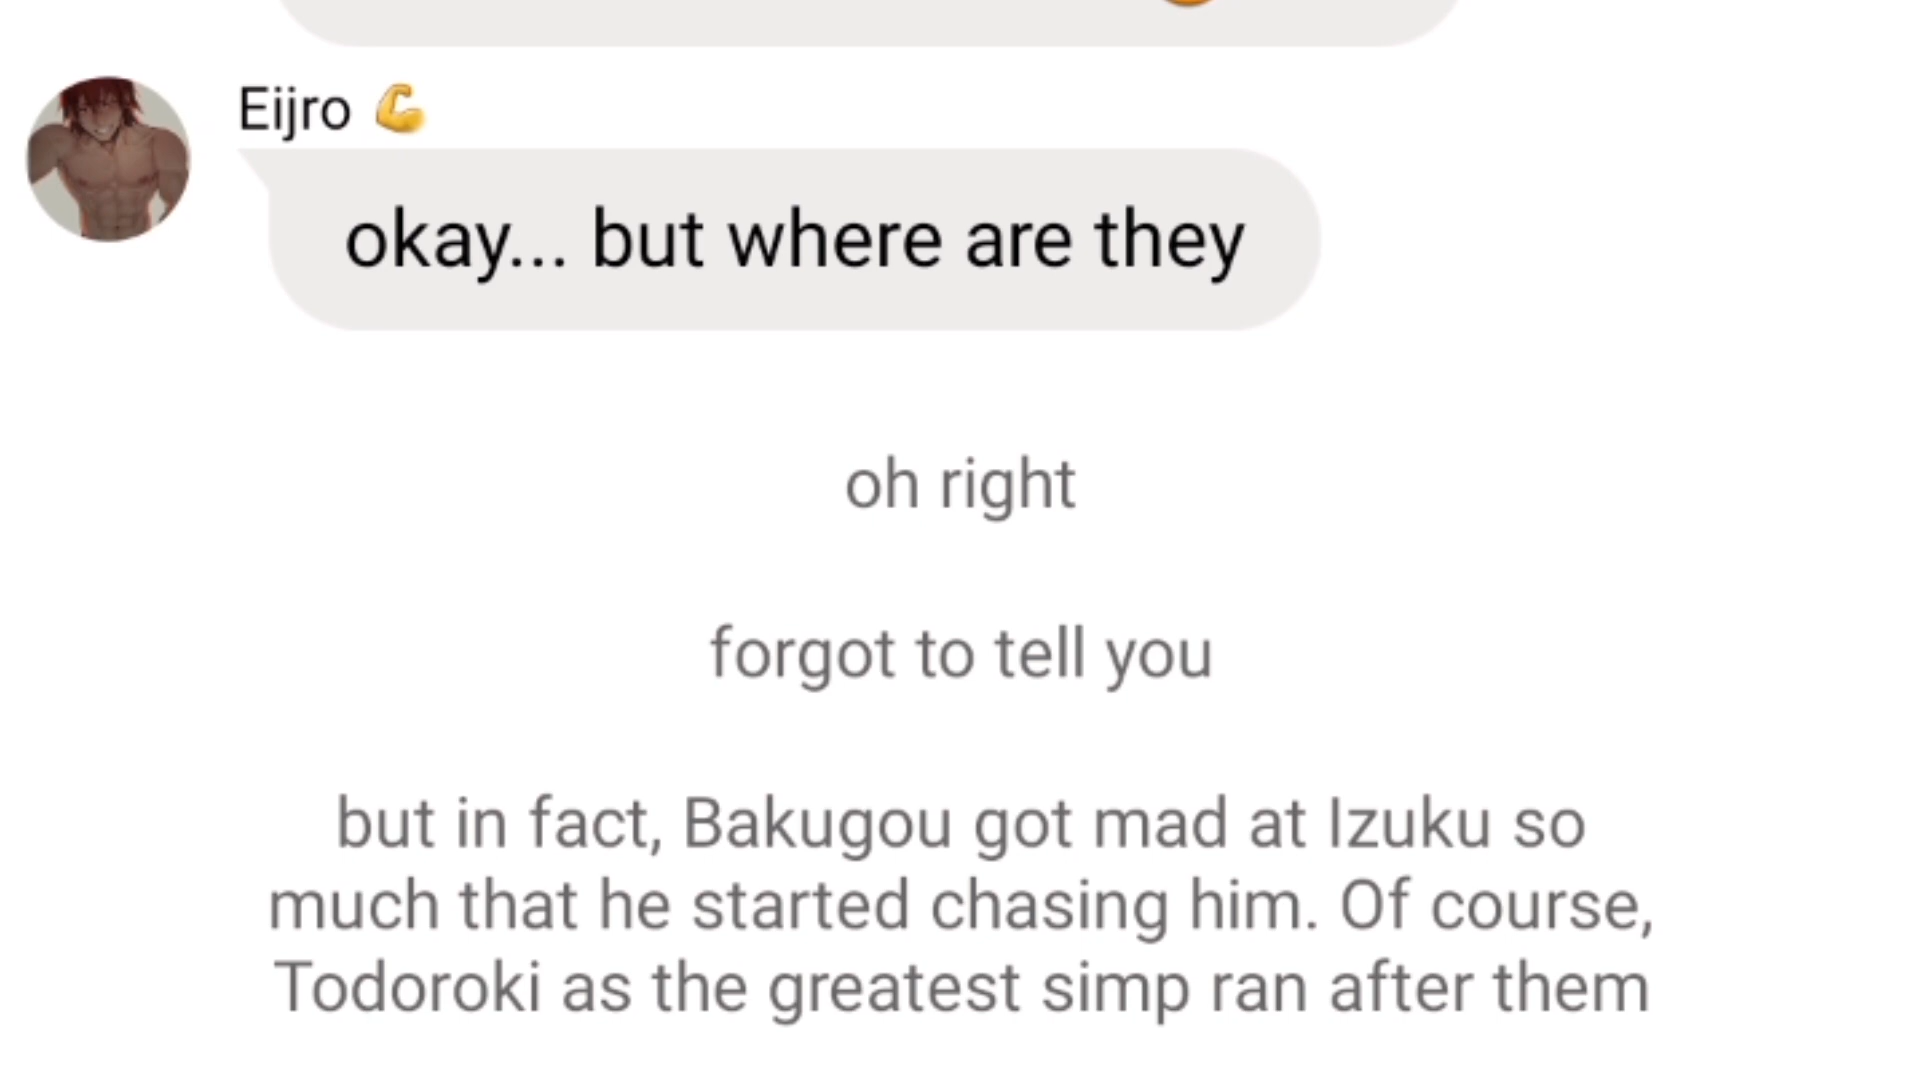 Eijro 💪
okay... but where are they
oh right
forgot to tell you
but in fact, Bakugou got mad at Izuku so
much that he started chasing him. Of course,
Todoroki as the greatest simp ran after them